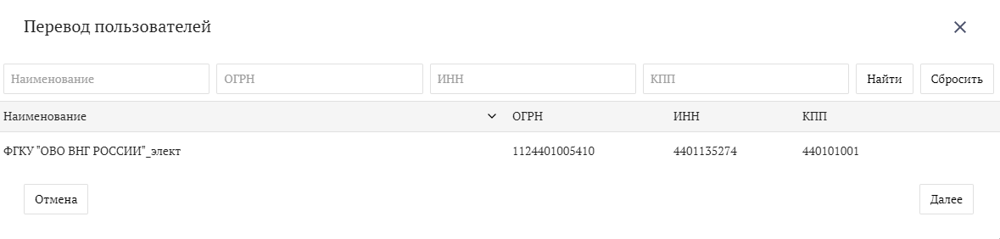 Перевод пользователей
Наименование ОГРН ИНН КПП Найти Сбросить
Наименование ОГРН ИНН КПП
ФГКУ "ОВО ВНГ РОССИИ"_элект 1124401005410 4401135274 440101001
Отмена Далее